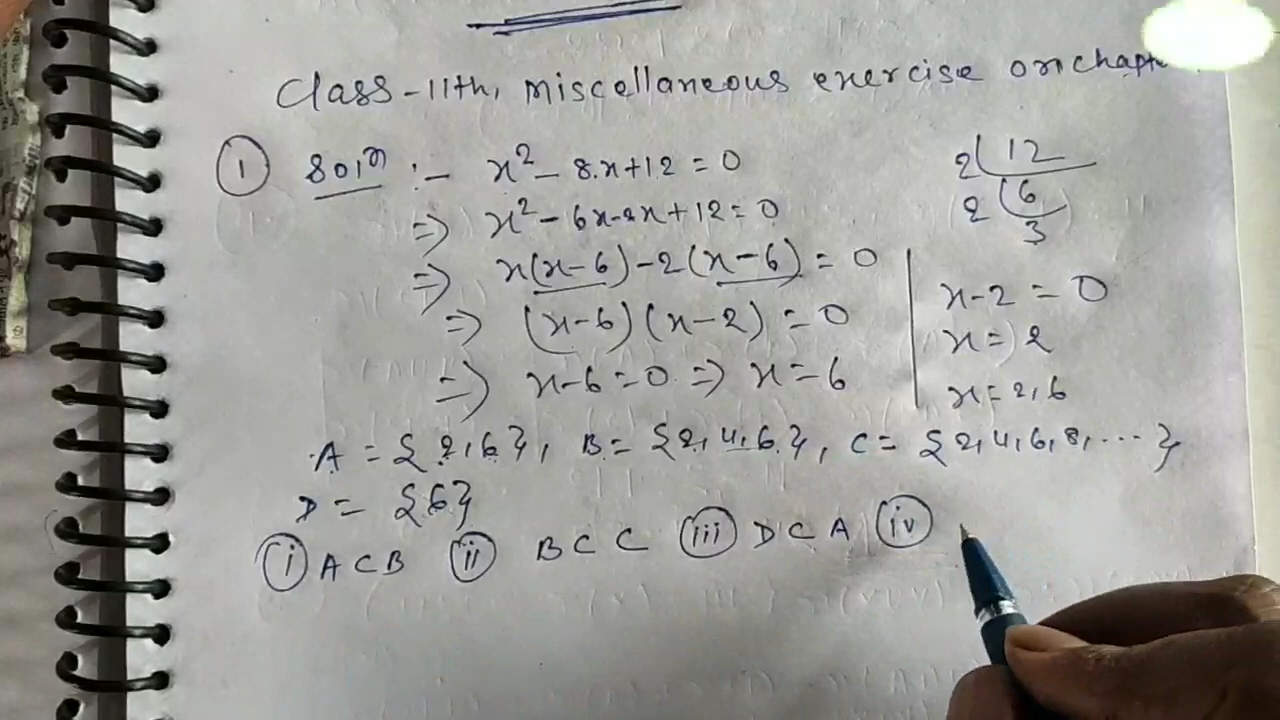 Class-11th, miscellaneous exercise on chapte
① Solⁿ :- x² - 8x + 12 = 0
2 | 12
2 | 6
3
=> x² - 6x - 2x + 12 = 0
=> x(x-6) - 2(x-6) = 0
=> (x-6)(x-2) = 0
=> x-6 = 0 => x = 6
x-2 = 0
x = 2
x = 2,6
A = {2,6}, B = {2,4,6}, C = {2,4,6,8,...}
D = {6}
(i) A ⊂ B (ii) B ⊂ C (iii) D ⊂ A (iv)